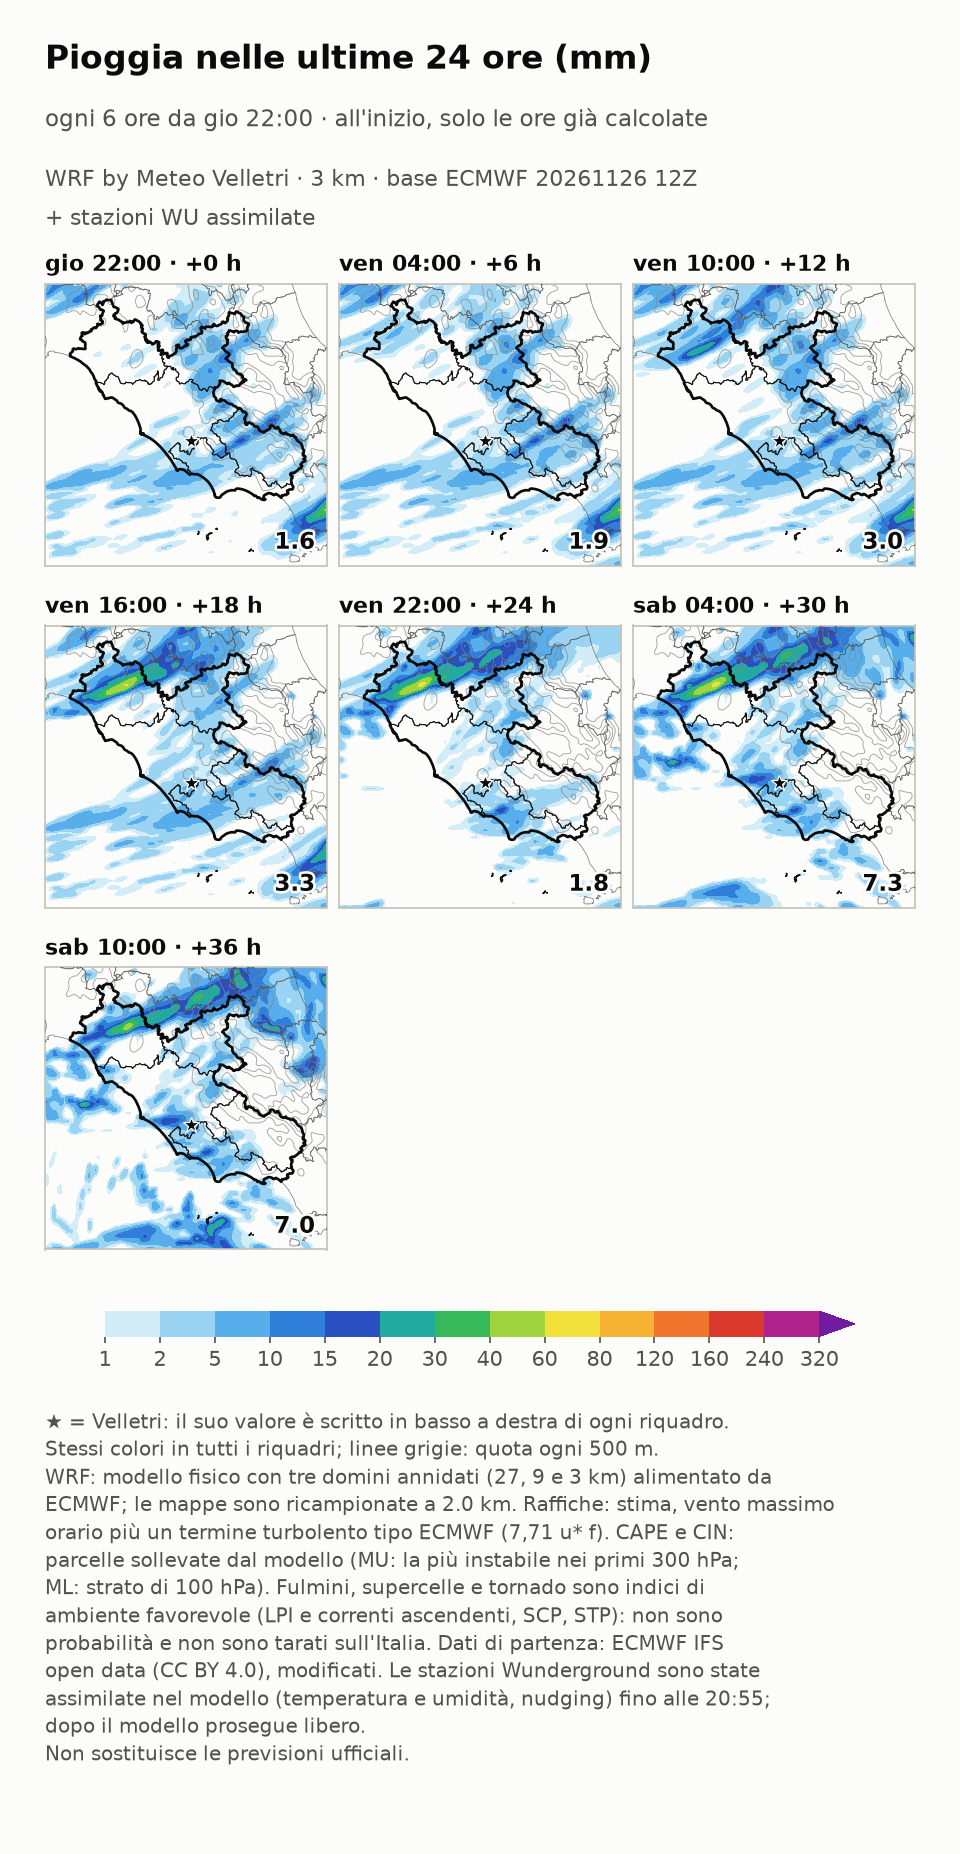 Pioggia nelle ultime 24 ore (mm)
ogni 6 ore da gio 22:00 · all'inizio, solo le ore già calcolate
WRF by Meteo Velletri · 3 km · base ECMWF 20261126 12Z
+ stazioni WU assimilate
gio 22:00 · +0 h
ven 04:00 · +6 h
ven 10:00 · +12 h
1.6
1.9
3.0
ven 16:00 · +18 h
ven 22:00 · +24 h
sab 04:00 · +30 h
3.3
1.8
7.3
sab 10:00 · +36 h
7.0
1 2 5 10 15 20 30 40 60 80 120 160 240 320
★ = Velletri: il suo valore è scritto in basso a destra di ogni riquadro.
Stessi colori in tutti i riquadri; linee grigie: quota ogni 500 m.
WRF: modello fisico con tre domini annidati (27, 9 e 3 km) alimentato da
ECMWF; le mappe sono ricampionate a 2.0 km. Raffiche: stima, vento massimo
orario più un termine turbolento tipo ECMWF (7,71 u* f). CAPE e CIN:
parcelle sollevate dal modello (MU: la più instabile nei primi 300 hPa;
ML: strato di 100 hPa). Fulmini, supercelle e tornado sono indici di
ambiente favorevole (LPI e correnti ascendenti, SCP, STP): non sono
probabilità e non sono tarati sull'Italia. Dati di partenza: ECMWF IFS
open data (CC BY 4.0), modificati. Le stazioni Wunderground sono state
assimilate nel modello (temperatura e umidità, nudging) fino alle 20:55;
dopo il modello prosegue libero.
Non sostituisce le previsioni ufficiali.